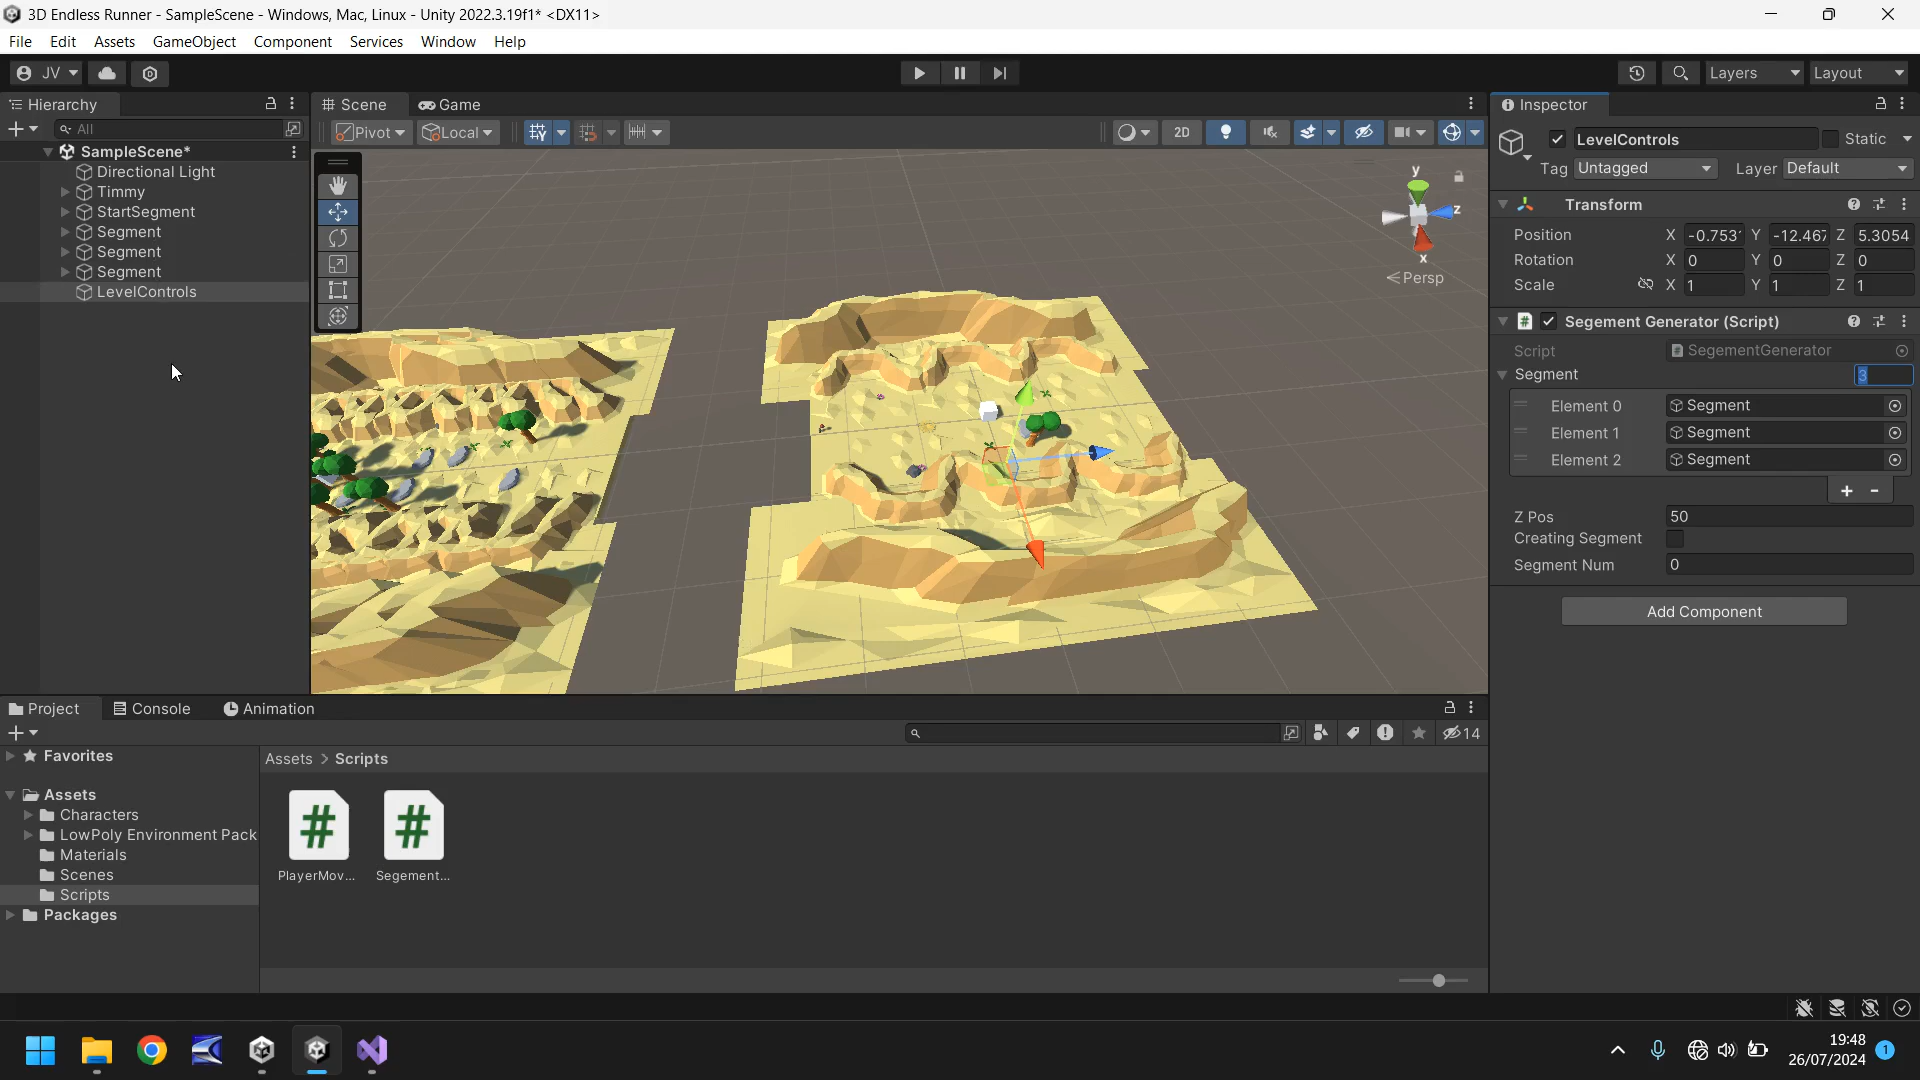 3D Endless Runner - SampleScene - Windows, Mac, Linux - Unity 2022.3.19f1* <DX11>
File Edit Assets GameObject Component Services Window Help
JV Layers Layout
Hierarchy
All
SampleScene*
Directional Light
Timmy
StartSegment
Segment
Segment
Segment
LevelControls
Scene Game
Pivot Local 2D
y
z
x
Persp
Inspector
LevelControls Static
Tag Untagged Layer Default
Transform
Position X -0.753 Y -12.467 Z 5.3054
Rotation X 0 Y 0 Z 0
Scale X 1 Y 1 Z 1
Segement Generator (Script)
Script SegementGenerator
Segment 3
Element 0 Segment
Element 1 Segment
Element 2 Segment
+ -
Z Pos 50
Creating Segment
Segment Num 0
Add Component
Project Console Animation
14
Favorites
Assets
Characters
LowPoly Environment Pack
Materials
Scenes
Scripts
Packages
Assets > Scripts
PlayerMov... Segement...
19:48
26/07/2024
1